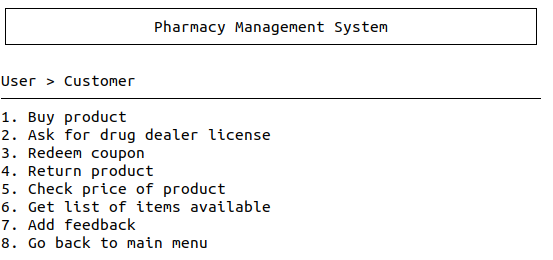 Pharmacy Management System
User > Customer
1. Buy product
2. Ask for drug dealer license
3. Redeem coupon
4. Return product
5. Check price of product
6. Get list of items available
7. Add feedback
8. Go back to main menu